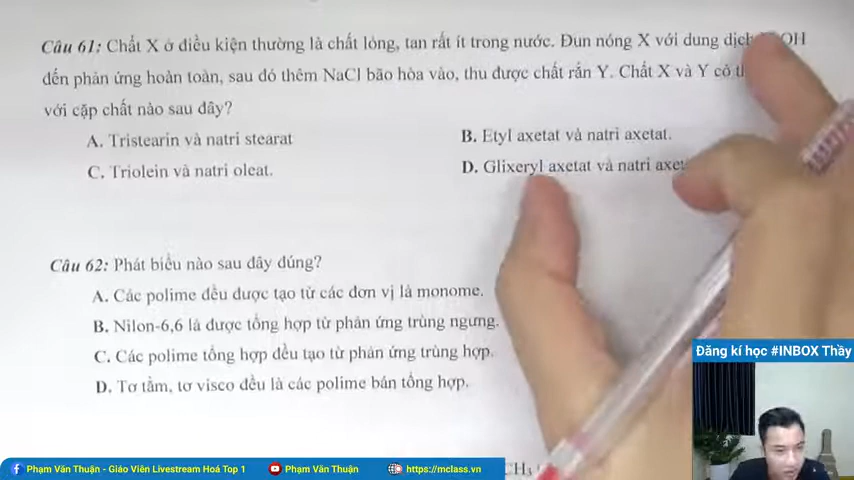 Câu 61: Chất X ở điều kiện thường là chất lỏng, tan rất ít trong nước. Đun nóng X với dung dịch OH
đến phản ứng hoàn toàn, sau đó thêm NaCl bão hòa vào, thu được chất rắn Y. Chất X và Y có
với cặp chất nào sau đây?
A. Tristearin và natri stearat
B. Etyl axetat và natri axetat.
C. Triolein và natri oleat.
D. Glixeryl axetat và natri
Câu 62: Phát biểu nào sau đây đúng?
A. Các polime đều được tạo từ các đơn vị là monome.
B. Nilon-6,6 là được tổng hợp từ phản ứng trùng ngưng.
C. Các polime tổng hợp đều tạo từ phản ứng trùng hợp.
D. Tơ tằm, tơ visco đều là các polime bán tổng hợp.
Đăng kí học #INBOX Thầy
CH₃
Phạm Văn Thuận - Giáo Viên Livestream Hoá Top 1
Phạm Văn Thuận
https://mclass.vn